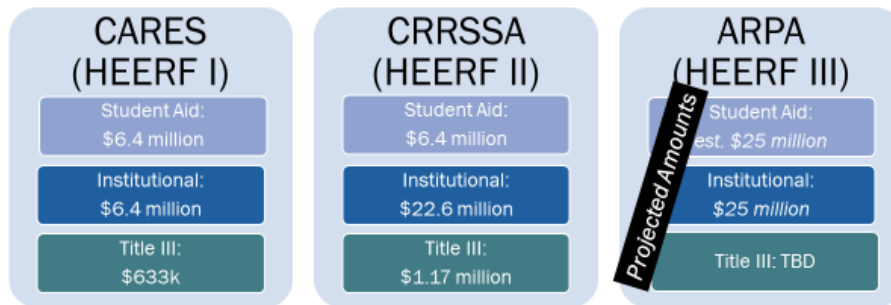 CARES
(HEERF I)
Student Aid:
$6.4 million
Institutional:
$6.4 million
Title III:
$633k
CRRSSA
(HEERF II)
Student Aid:
$6.4 million
Institutional:
$22.6 million
Title III:
$1.17 million
ARPA
(HEERF III)
Student Aid:
est. $25 million
Institutional:
$25 million
Title III: TBD
Projected Amounts